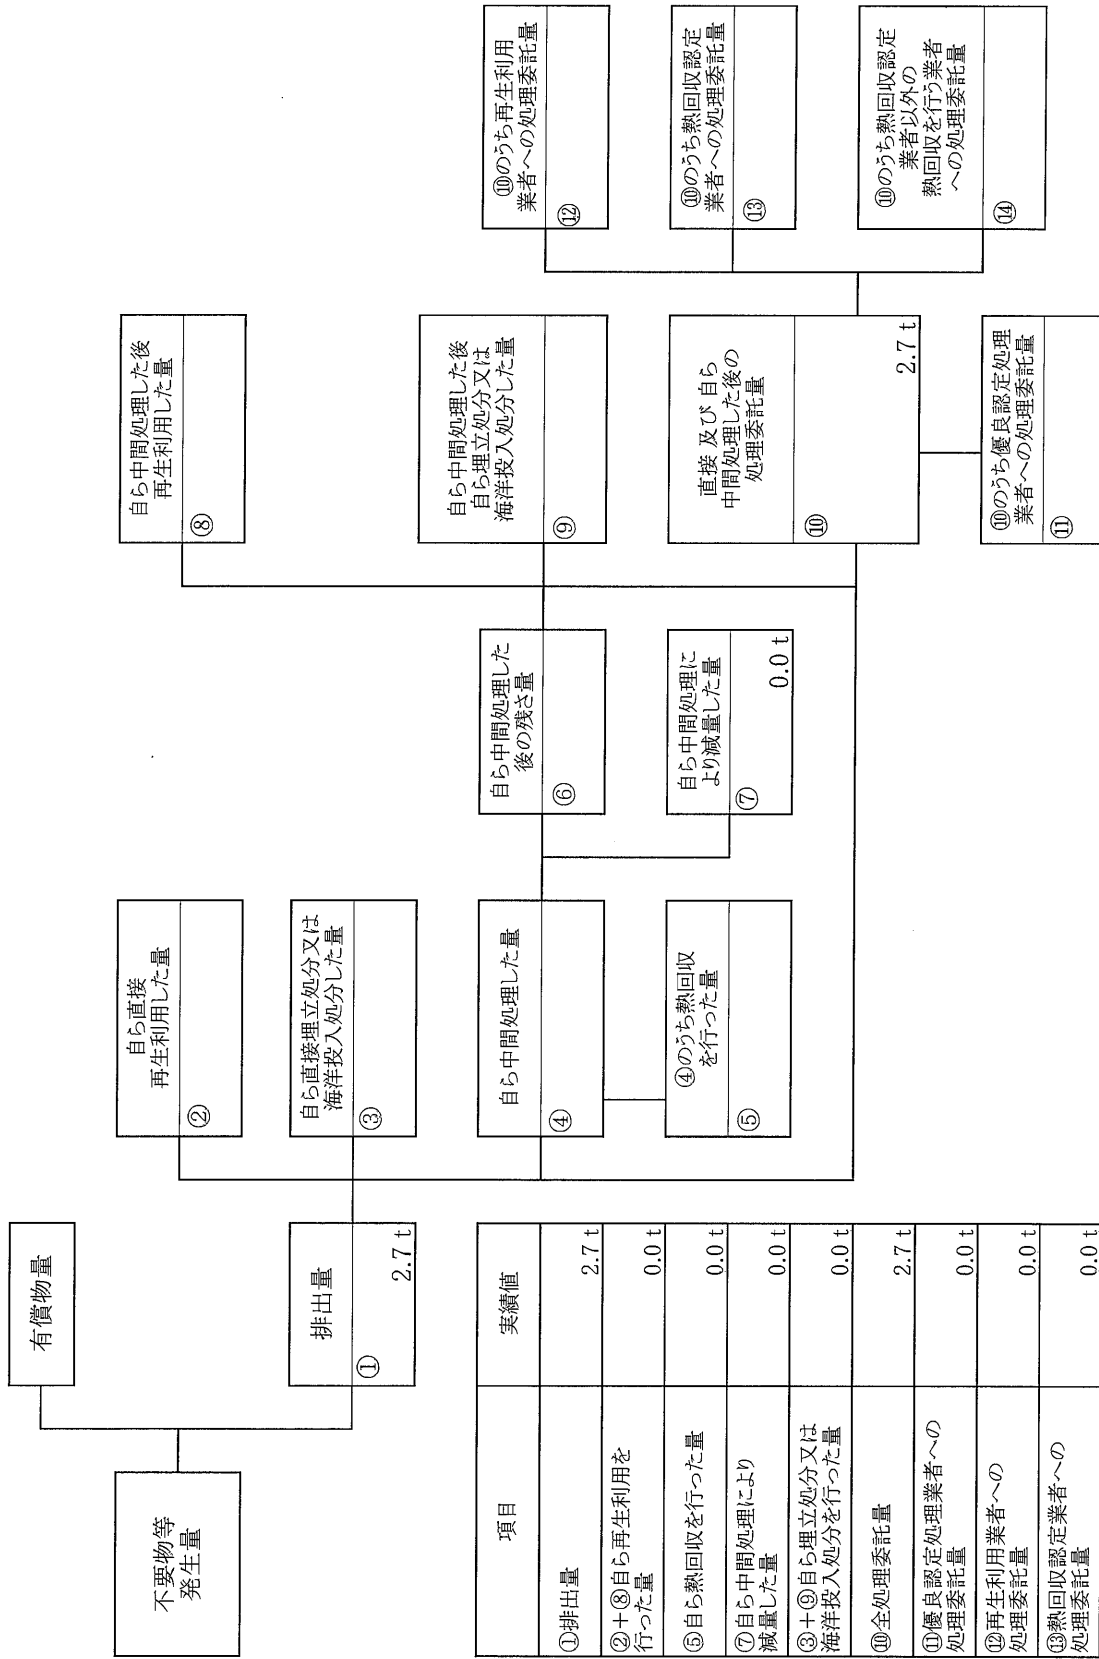 不要物等
発生量
有償物量
排出量
①
2.7 t
自ら直接
再生利用した量
②
自ら直接埋立処分又は
海洋投入処分した量
③
自ら中間処理した量
④
④のうち熱回収
を行った量
⑤
自ら中間処理した
後の残さ量
⑥
自ら中間処理に
より減量した量
⑦
0.0 t
自ら中間処理した後
再生利用した量
⑧
自ら中間処理した後
自ら埋立処分又は
海洋投入処分した量
⑨
直接 及び 自ら
中間処理した後の
処理委託量
⑩
2.7 t
⑩のうち優良認定処理
業者への処理委託量
⑪
⑩のうち再生利用
業者への処理委託量
⑫
⑩のうち熱回収認定
業者への処理委託量
⑬
⑩のうち熱回収認定
業者以外の
熱回収を行う業者
への処理委託量
⑭
項目 実績値
①排出量 2.7 t
②+⑧自ら再生利用を
行った量 0.0 t
⑤自ら熱回収を行った量 0.0 t
⑦自ら中間処理により
減量した量 0.0 t
③+⑨自ら埋立処分又は
海洋投入処分を行った量 0.0 t
⑩全処理委託量 2.7 t
⑪優良認定処理業者への
処理委託量 0.0 t
⑫再生利用業者への
処理委託量 0.0 t
⑬熱回収認定業者への
処理委託量 0.0 t